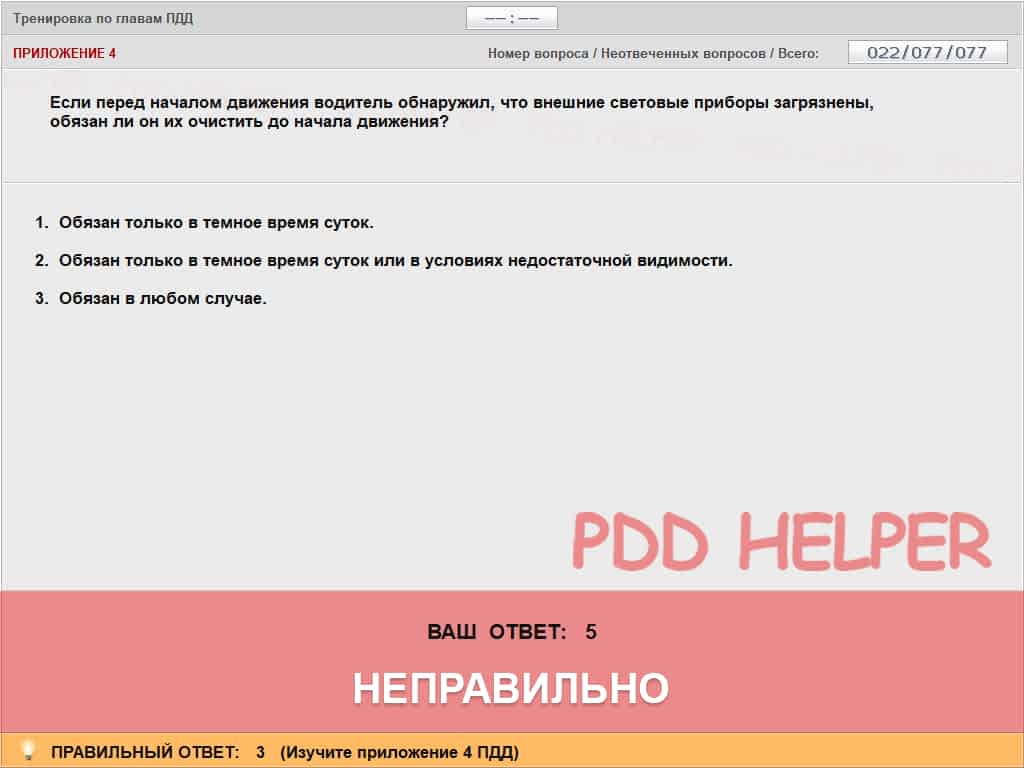 Тренировка по главам ПДД
—— : ——
ПРИЛОЖЕНИЕ 4
Номер вопроса / Неотвеченных вопросов / Всего:
022/077/077
Если перед началом движения водитель обнаружил, что внешние световые приборы загрязнены,
обязан ли он их очистить до начала движения?
1. Обязан только в темное время суток.
2. Обязан только в темное время суток или в условиях недостаточной видимости.
3. Обязан в любом случае.
PDD HELPER
ВАШ ОТВЕТ: 5
НЕПРАВИЛЬНО
ПРАВИЛЬНЫЙ ОТВЕТ: 3 (Изучите приложение 4 ПДД)